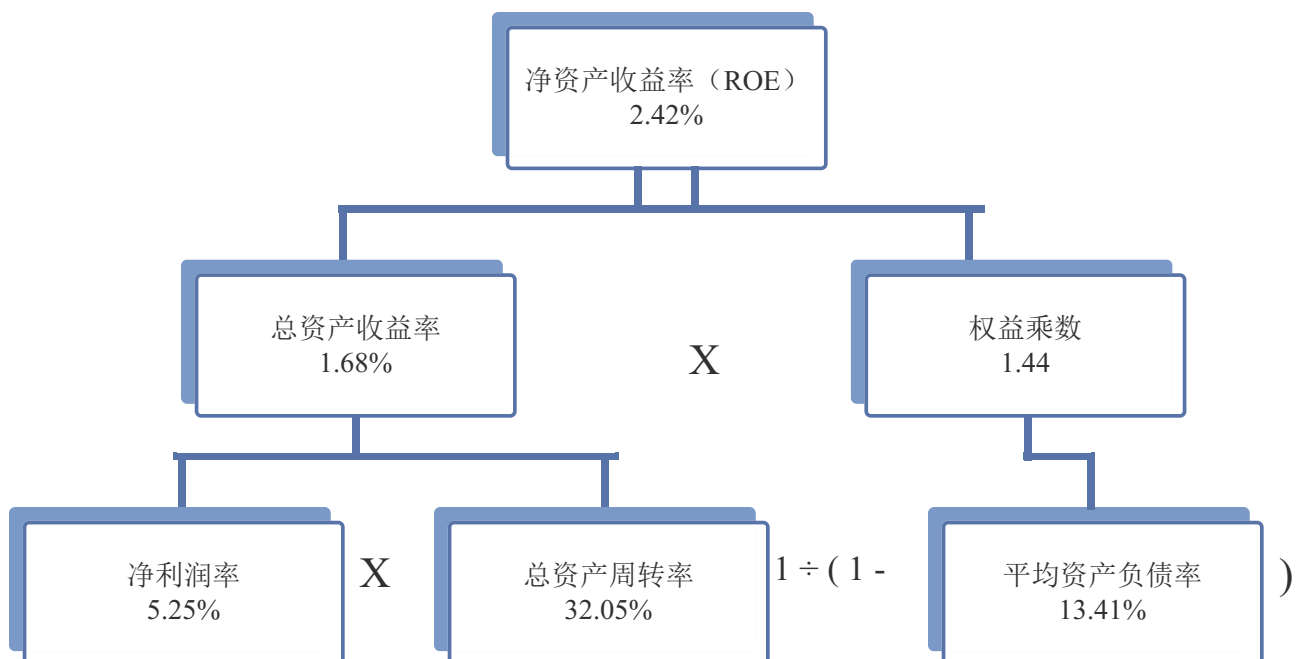 净资产收益率（ROE）
2.42%
总资产收益率
1.68%
X
权益乘数
1.44
净利润率
5.25%
X
总资产周转率
32.05%
1 ÷ ( 1 -
平均资产负债率
13.41%
)